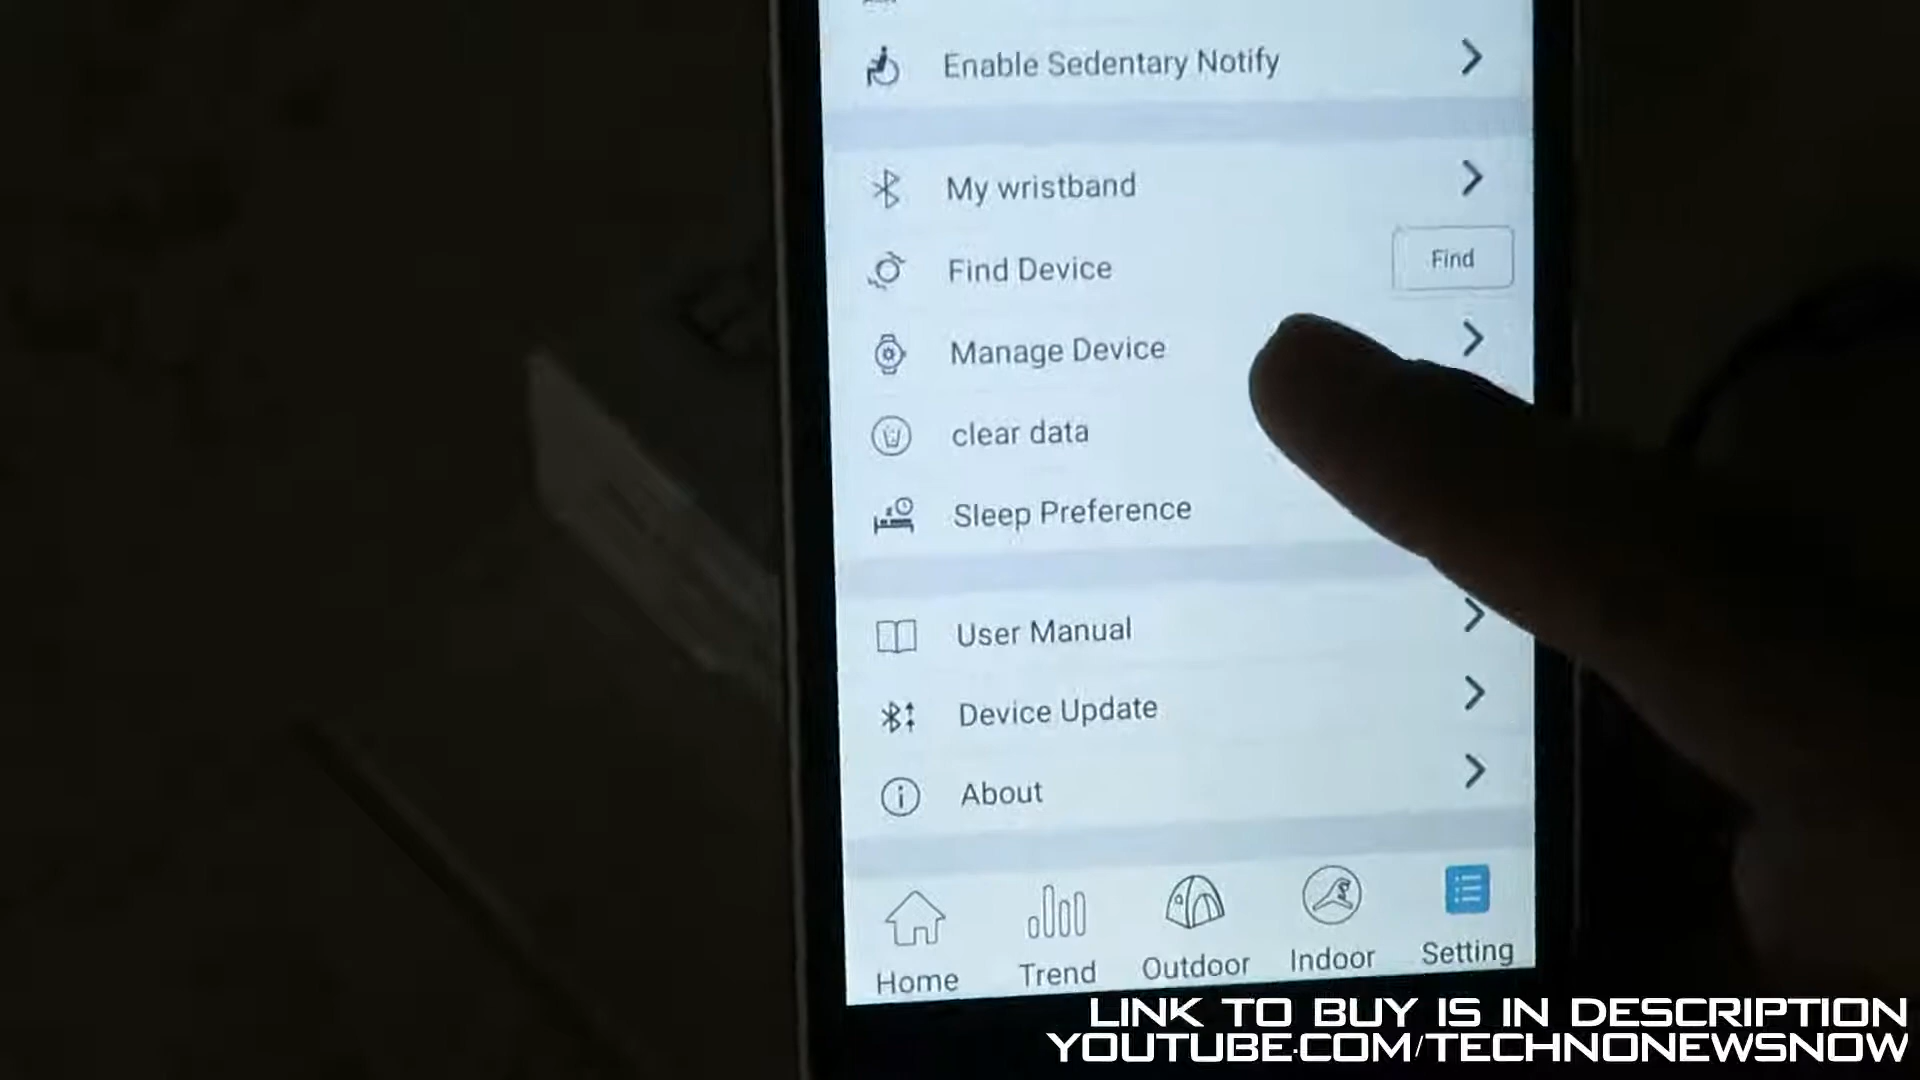 Enable Sedentary Notify
My wristband
Find Device
Find
Manage Device
clear data
Sleep Preference
User Manual
Device Update
About
Home
Trend
Outdoor
Indoor
Setting
LINK TO BUY IS IN DESCRIPTION
YOUTUBE.COM/TECHNONEWSNOW